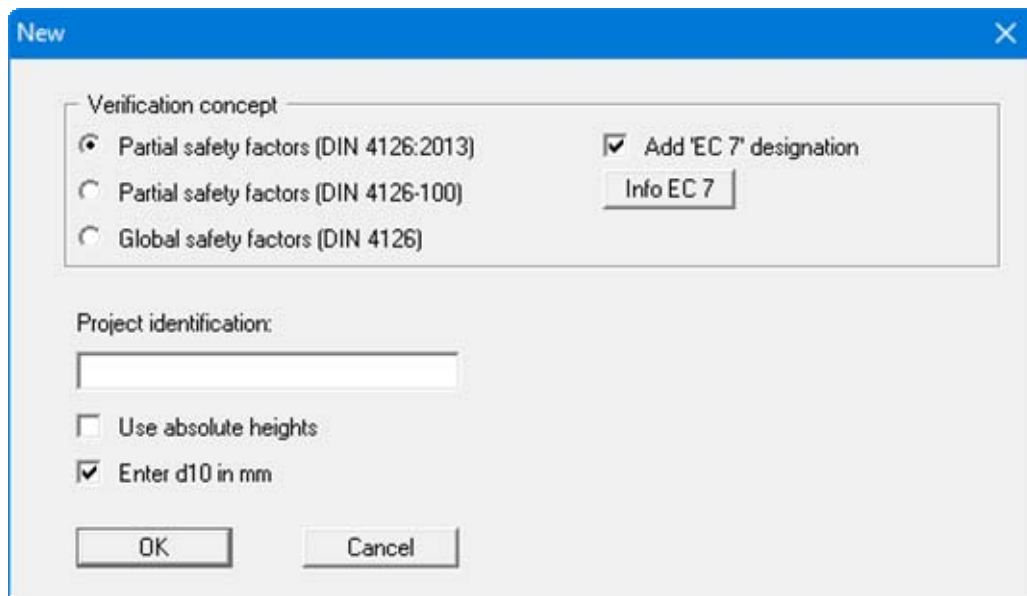 New
Verification concept
Partial safety factors (DIN 4126:2013)
Add 'EC 7' designation
Partial safety factors (DIN 4126-100)
Info EC 7
Global safety factors (DIN 4126)
Project identification:
Use absolute heights
Enter d10 in mm
OK
Cancel